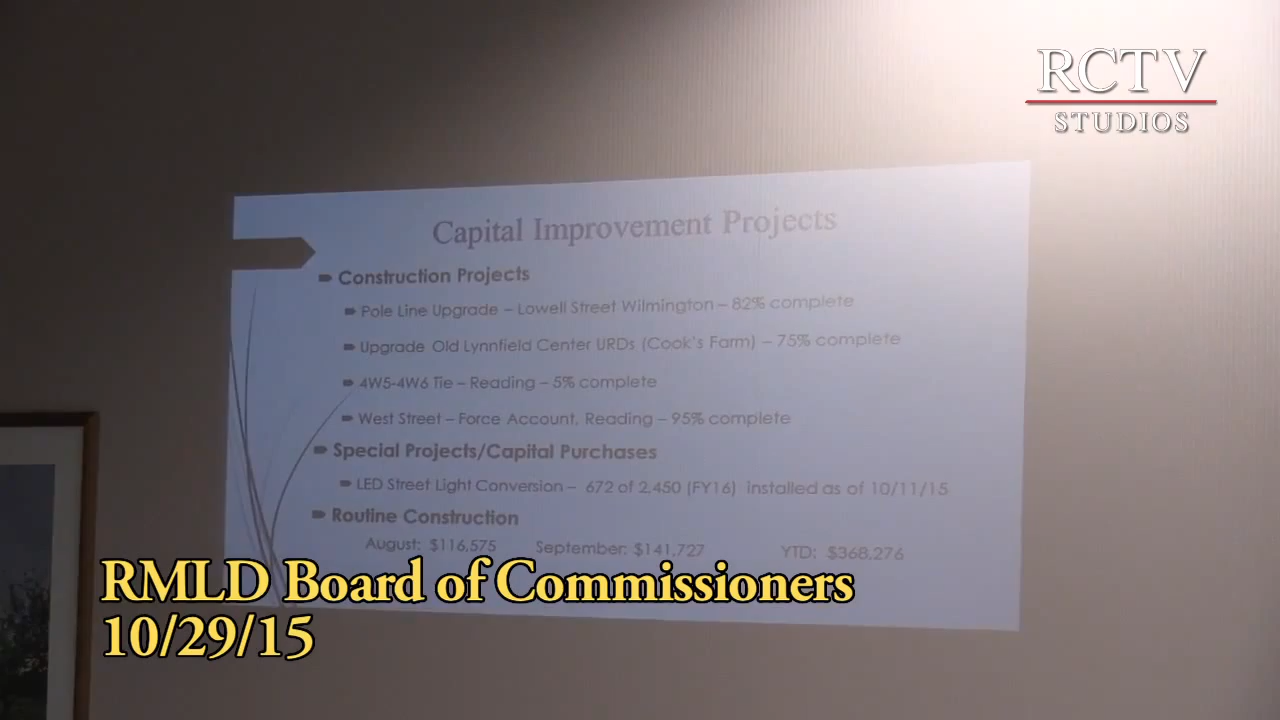 RCTV
STUDIOS
Capital Improvement Projects
Construction Projects
Pole Line Upgrade – Lowell Street Wilmington – 82% complete
Upgrade Old Lynnfield Center URDs (Cook's Farm) – 75% complete
4W5-4W6 Tie – Reading – 5% complete
West Street – Force Account, Reading – 95% complete
Special Projects/Capital Purchases
LED Street Light Conversion – 672 of 2,450 (FY16) installed as of 10/11/15
Routine Construction
August: $116,575 September: $141,727 YTD: $368,276
RMLD Board of Commissioners
10/29/15